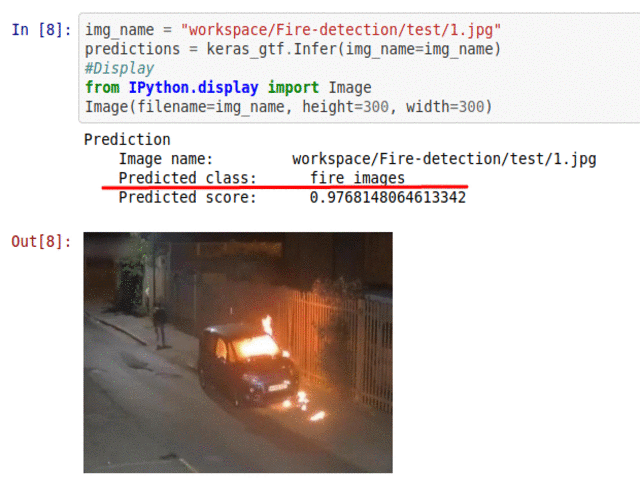 In [8]: img_name = "workspace/Fire-detection/test/1.jpg"
predictions = keras_gtf.Infer(img_name=img_name)
#Display
from IPython.display import Image
Image(filename=img_name, height=300, width=300)
Prediction
Image name: workspace/Fire-detection/test/1.jpg
Predicted class: fire images
Predicted score: 0.9768148064613342
Out[8]: